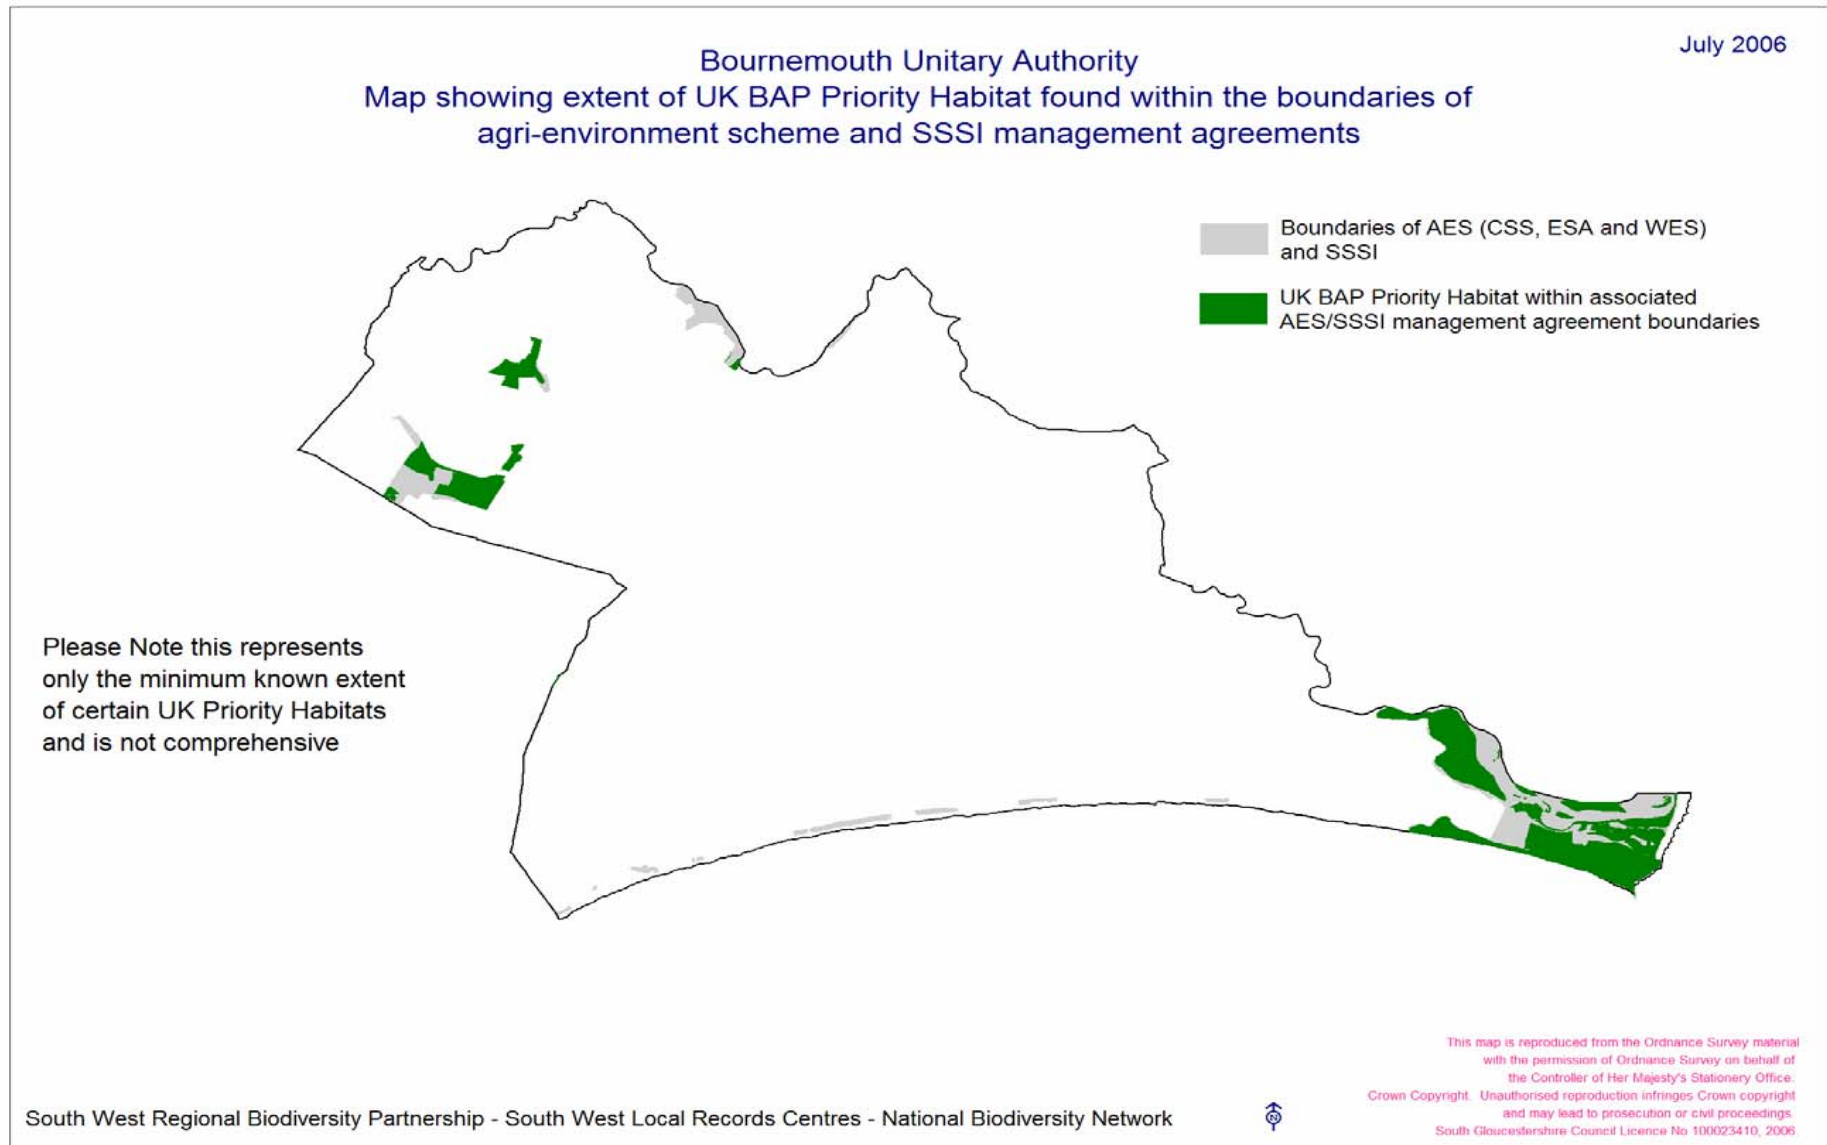 July 2006
Bournemouth Unitary Authority
Map showing extent of UK BAP Priority Habitat found within the boundaries of
agri-environment scheme and SSSI management agreements
Boundaries of AES (CSS, ESA and WES)
and SSSI
UK BAP Priority Habitat within associated
AES/SSSI management agreement boundaries
Please Note this represents
only the minimum known extent
of certain UK Priority Habitats
and is not comprehensive
This map is reproduced from the Ordnance Survey material
with the permission of Ordnance Survey on behalf of
the Controller of Her Majesty's Stationery Office.
Crown Copyright. Unauthorised reproduction infringes Crown copyright
and may lead to prosecution or civil proceedings.
South Gloucestershire Council Licence No 100023410, 2006.
South West Regional Biodiversity Partnership - South West Local Records Centres - National Biodiversity Network
N